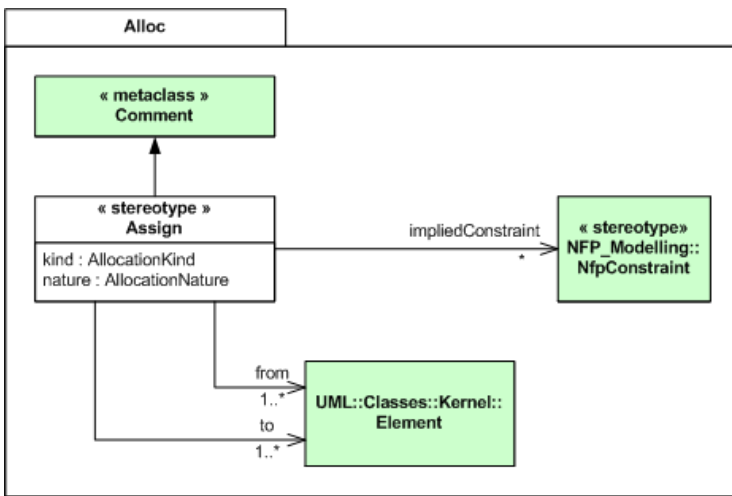 Alloc
« metaclass »
Comment
« stereotype »
Assign
kind : AllocationKind
nature : AllocationNature
impliedConstraint
*
« stereotype»
NFP_Modelling::
NfpConstraint
from
1..*
to
1..*
UML::Classes::Kernel::
Element